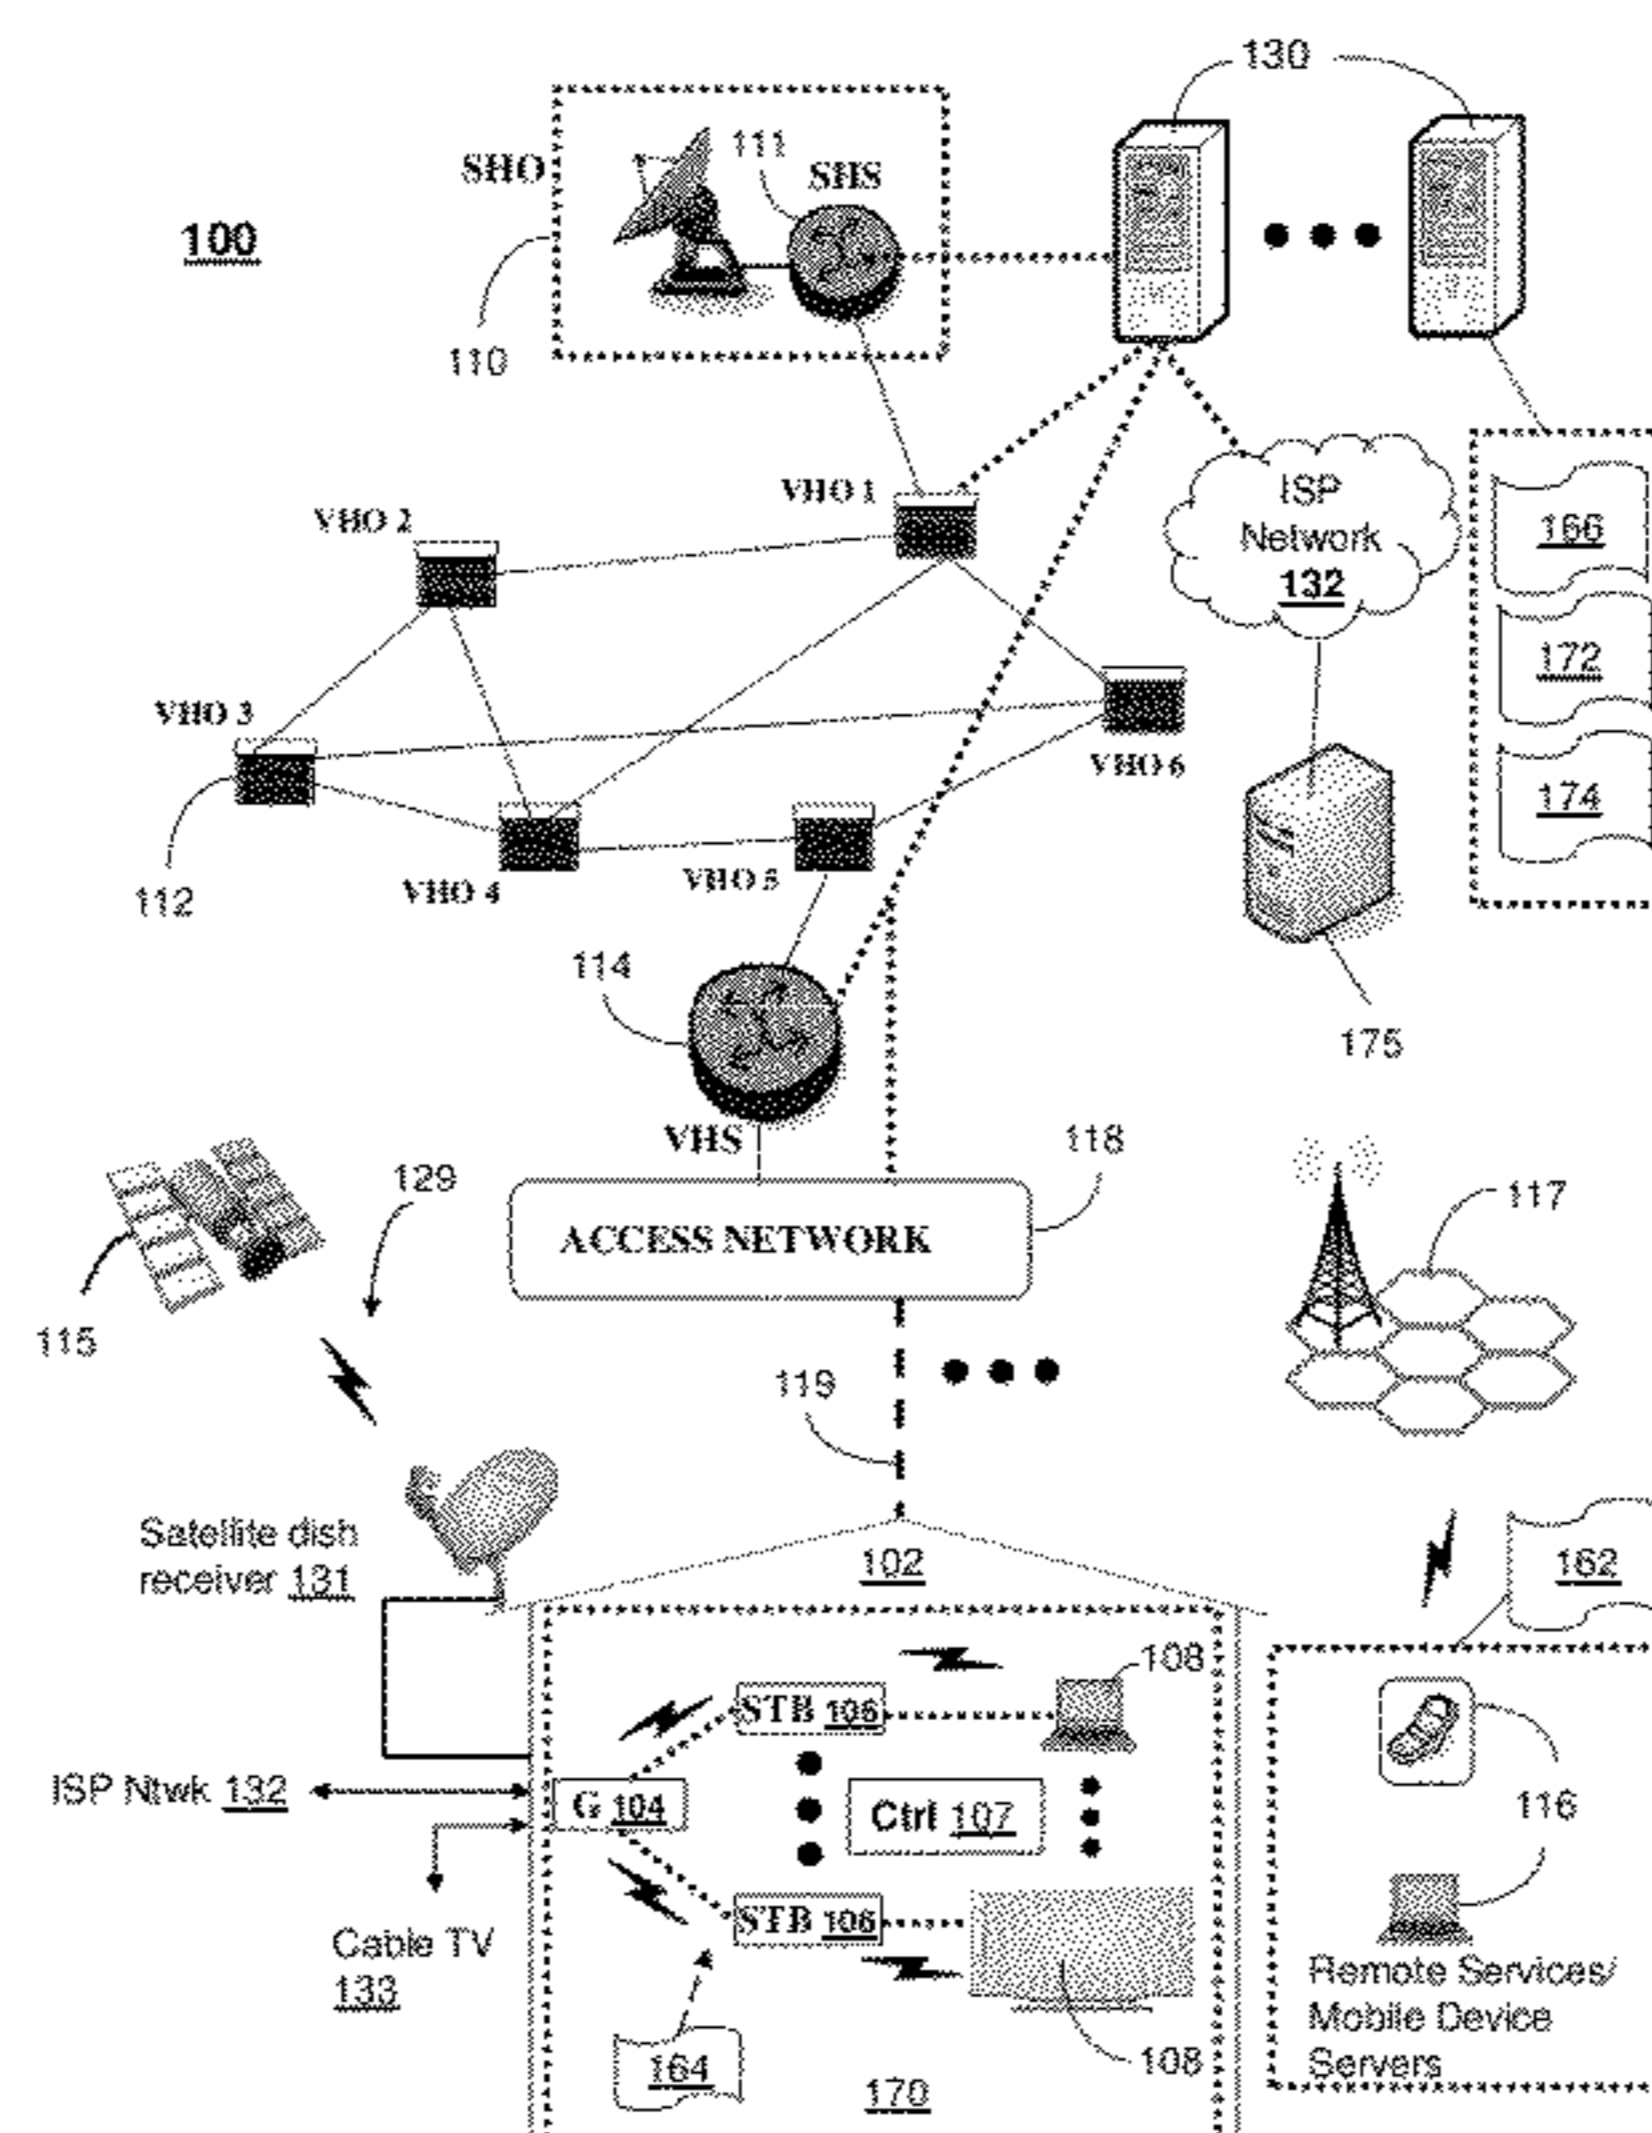 130
111
SHO
SHS
100
110
VHO 1
ISP
Network
132
VHO 2
166
172
VHO 3
VHO 6
174
112
VHO 4
VHO 5
114
175
VHS
118
129
117
ACCESS NETWORK
115
119
Satellite dish
receiver 131
102
162
108
STB 106
ISP Ntwk 132
G 104
Ctrl 107
116
STB 106
Cable TV
133
Remote Services/
Mobile Device
Servers
108
164
170